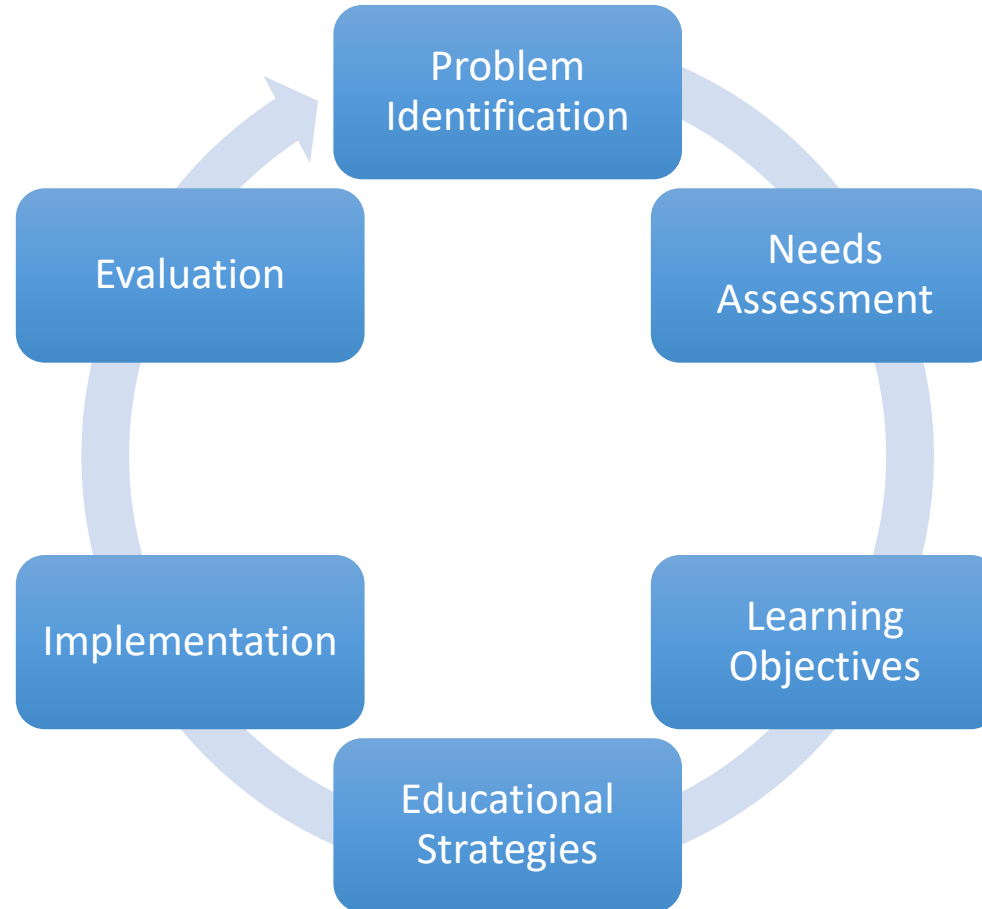 Problem
Identification
Needs
Assessment
Learning
Objectives
Educational
Strategies
Implementation
Evaluation